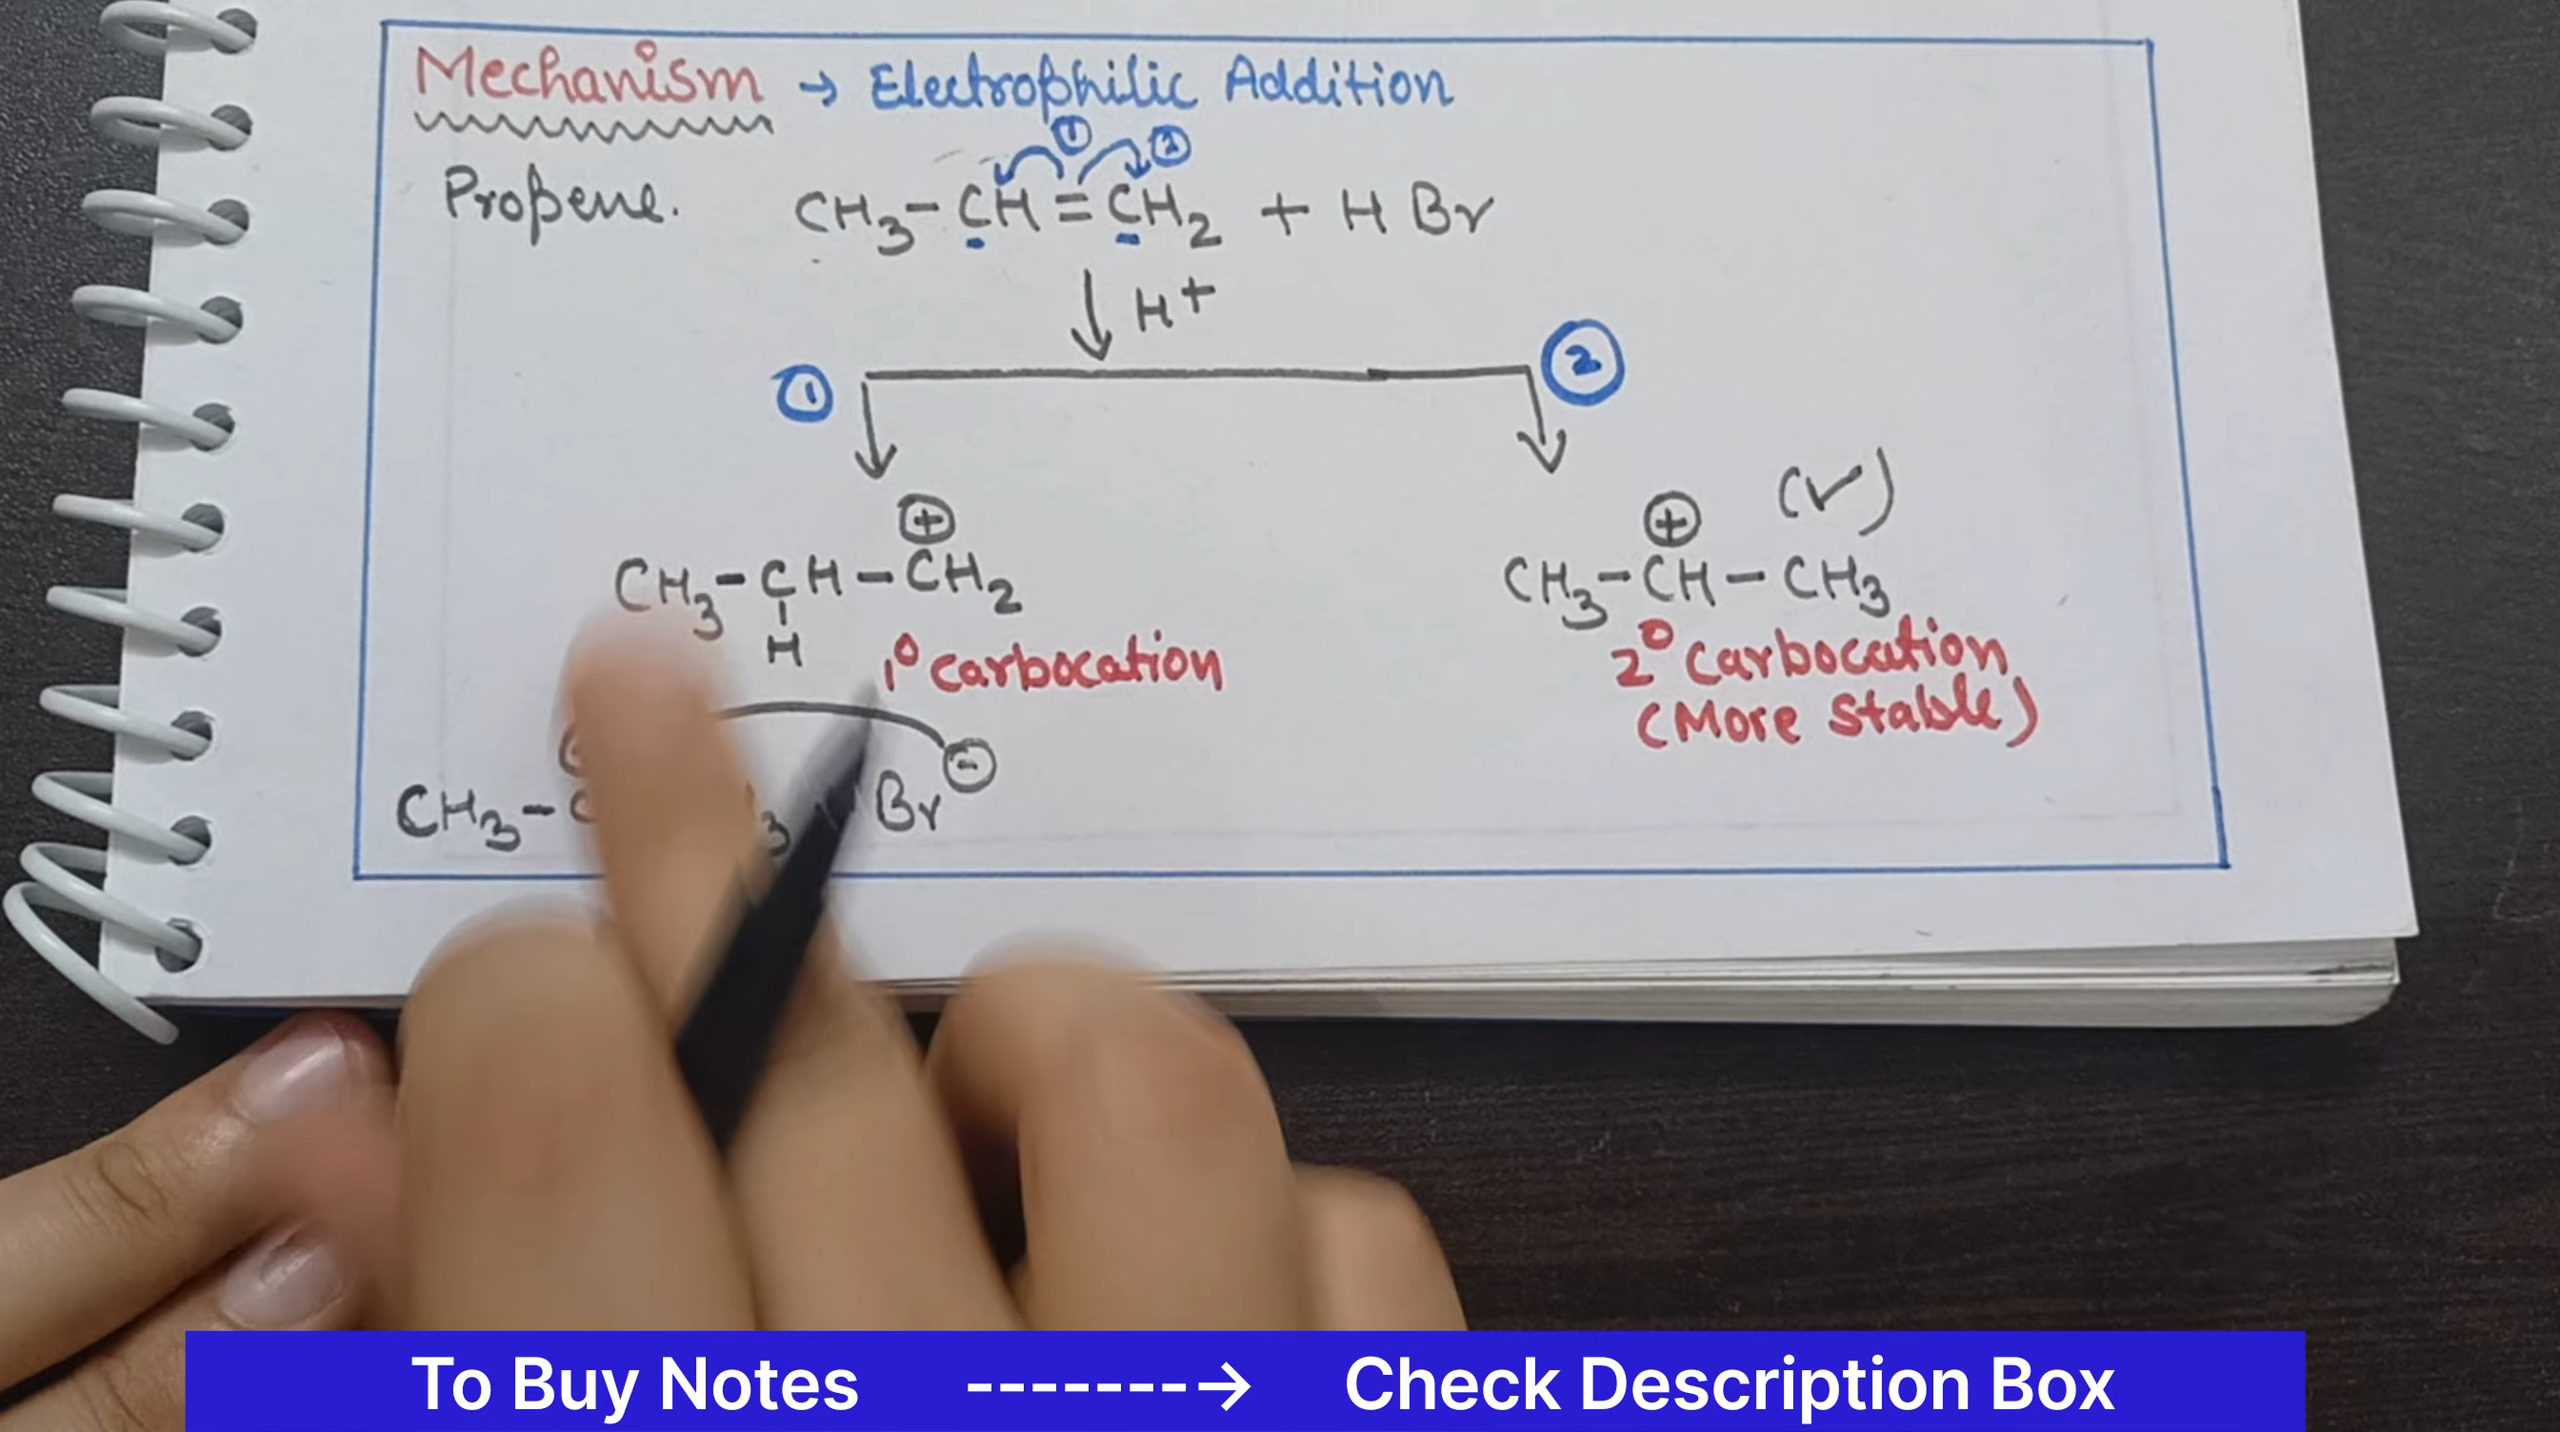 Mechanism → Electrophilic Addition
① ②
Propene. CH₃-CH=CH₂ + H Br
↓ H⁺
① ②
⊕ ⊕ (✓)
CH₃-CH-CH₂ CH₃-CH-CH₃
H 1° carbocation 2° carbocation
(More Stable)
⊖
CH₃- Br
To Buy Notes -------→ Check Description Box